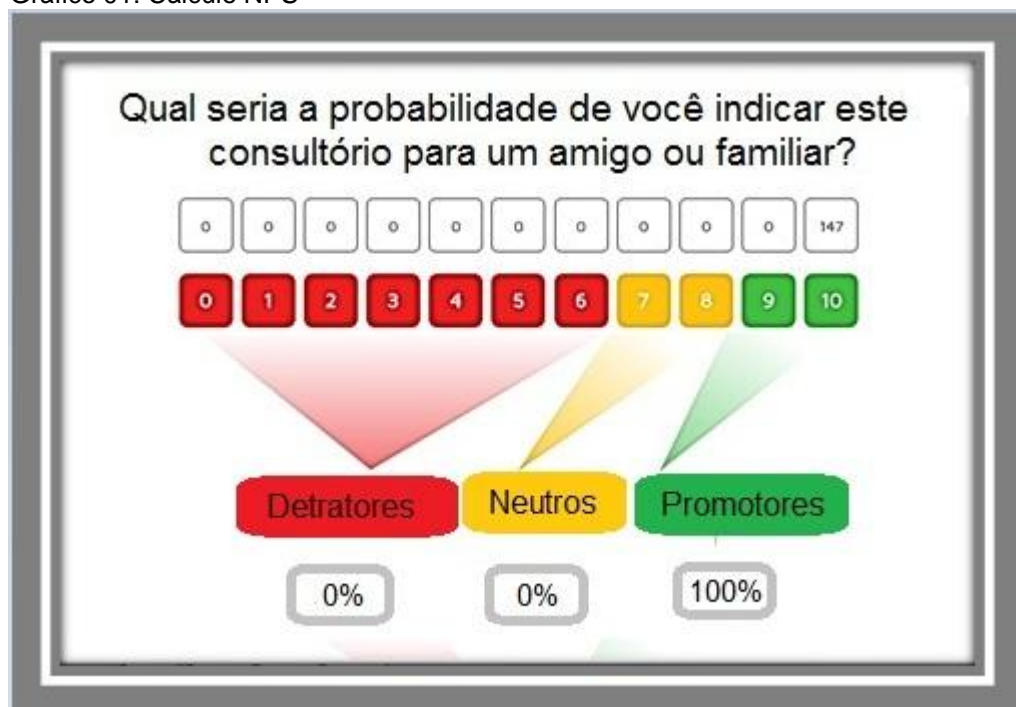 Qual seria a probabilidade de você indicar este
consultório para um amigo ou familiar?
0 0 0 0 0 0 0 0 0 0 147
0 1 2 3 4 5 6 7 8 9 10
Detratores Neutros Promotores
0% 0% 100%